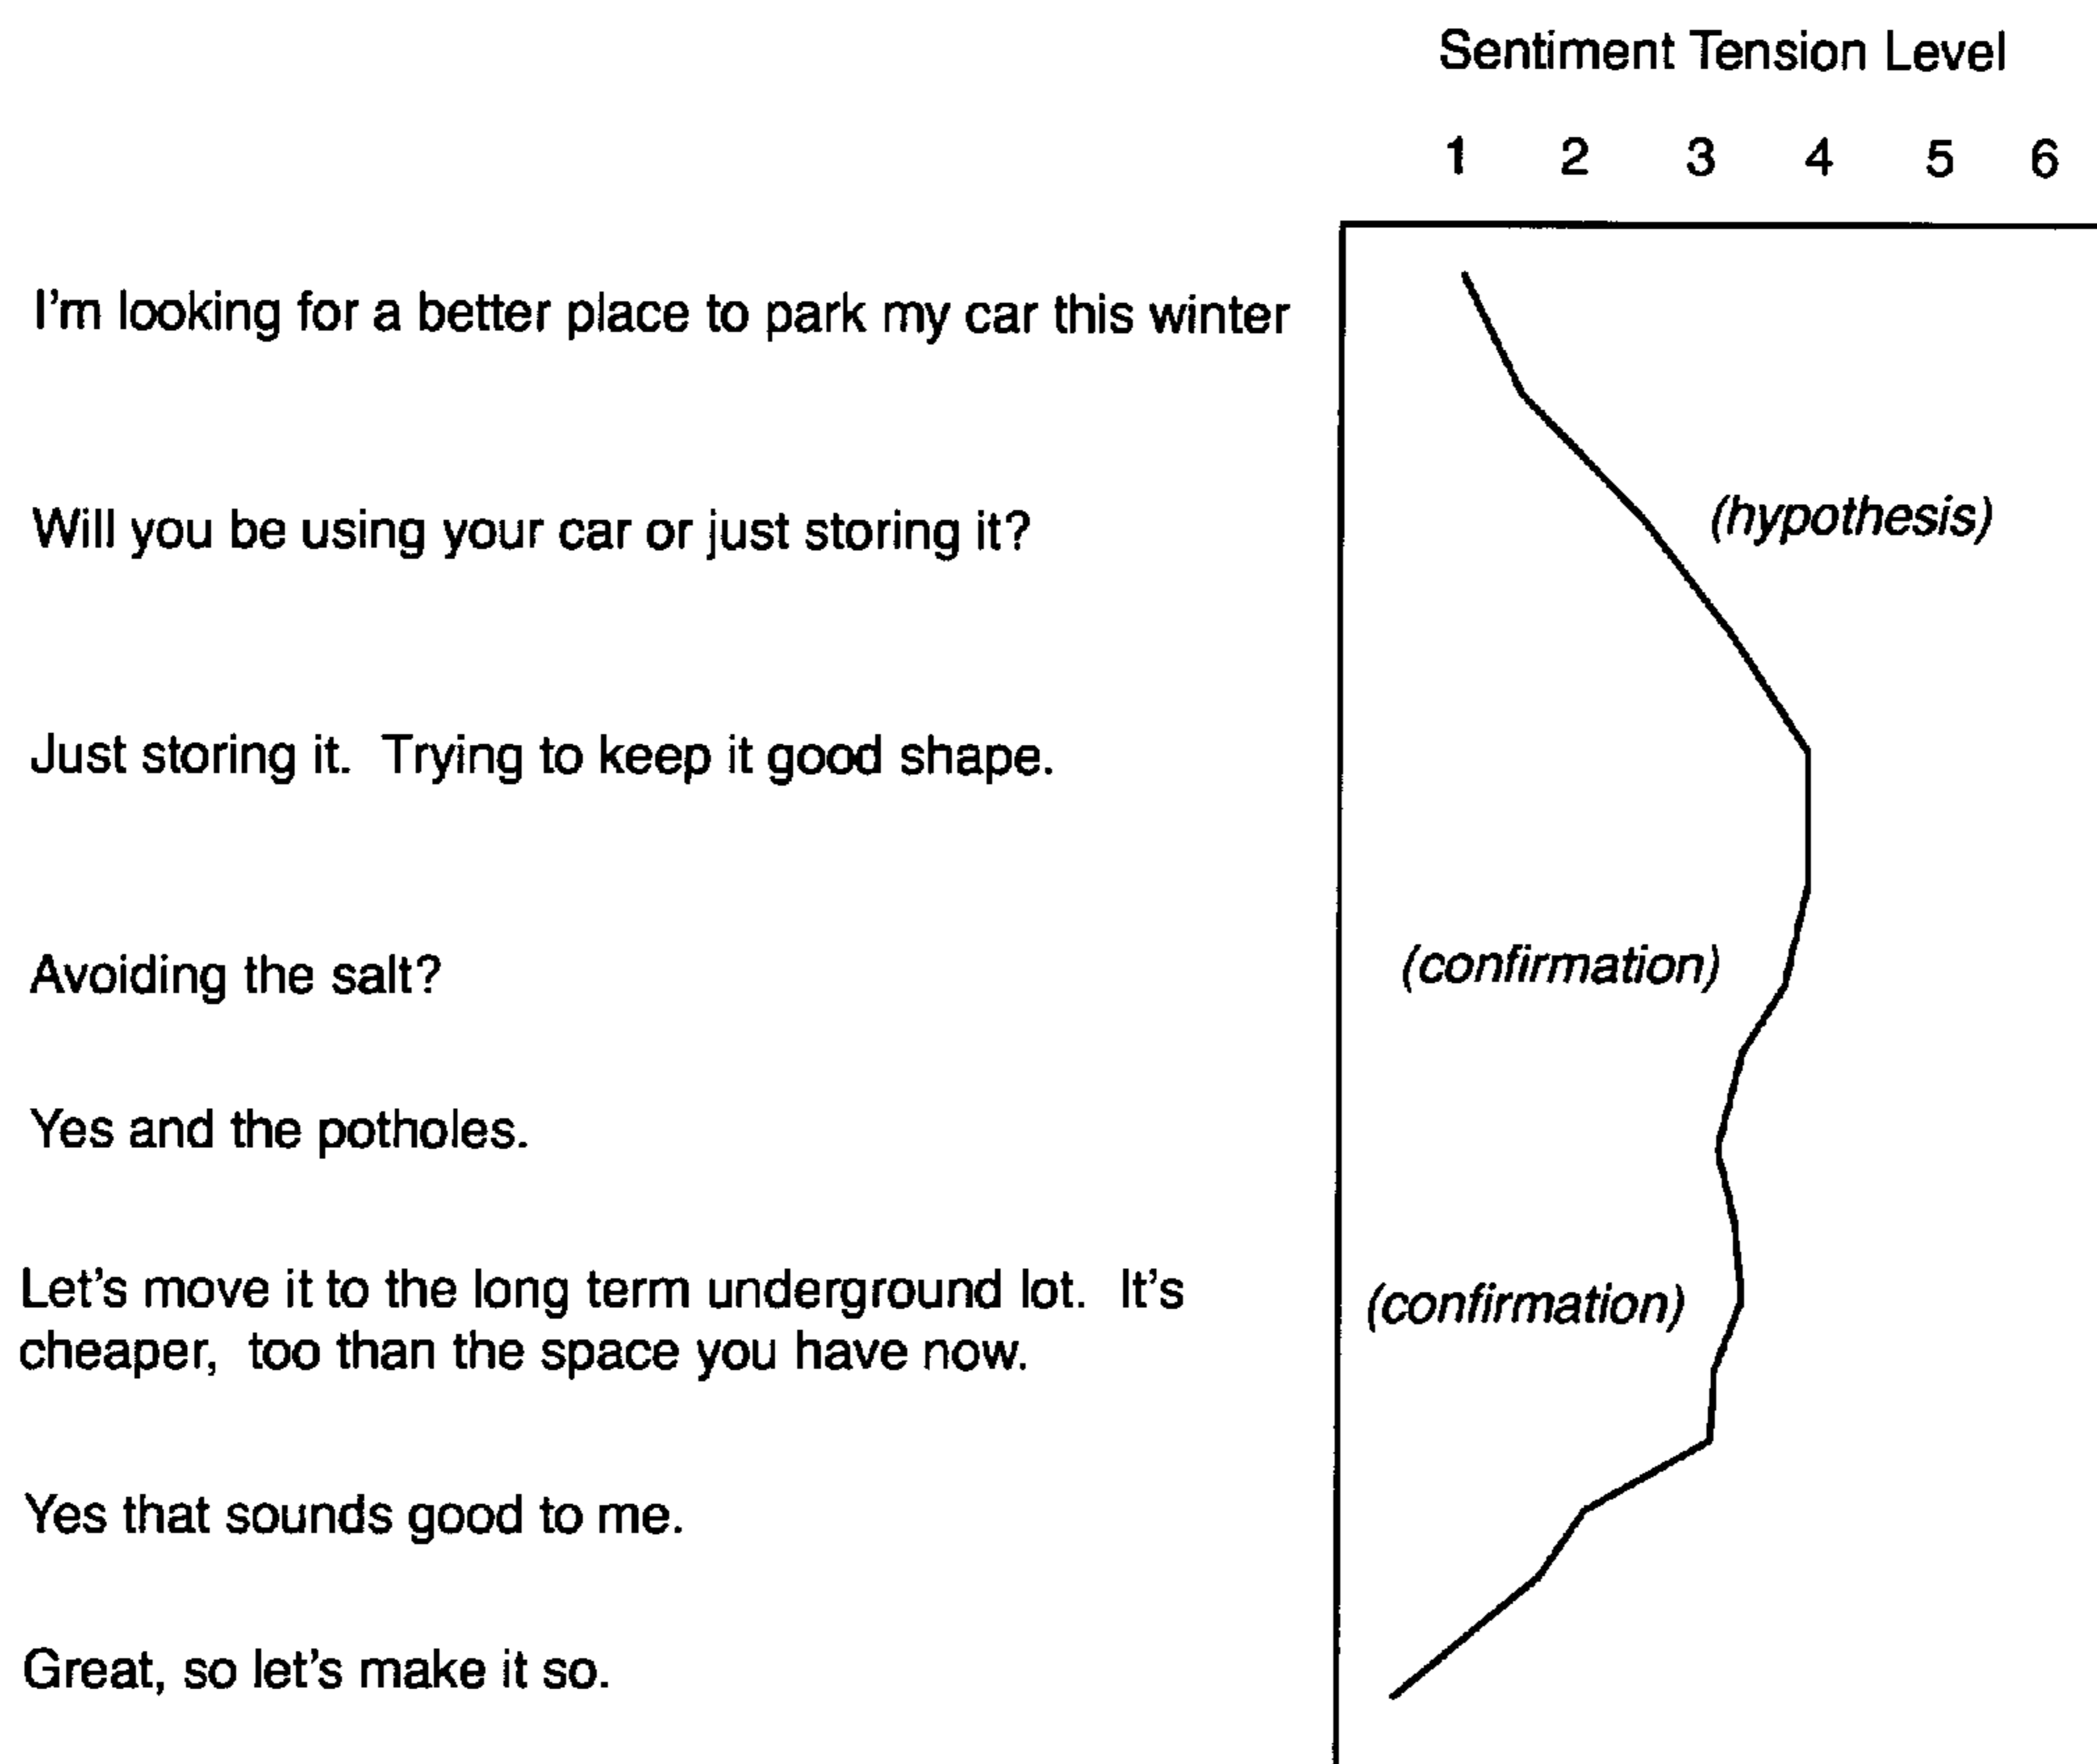 Sentiment Tension Level
1 2 3 4 5 6
I'm looking for a better place to park my car this winter
Will you be using your car or just storing it?
(hypothesis)
Just storing it. Trying to keep it good shape.
Avoiding the salt?
(confirmation)
Yes and the potholes.
Let's move it to the long term underground lot. It's
cheaper, too than the space you have now.
(confirmation)
Yes that sounds good to me.
Great, so let's make it so.